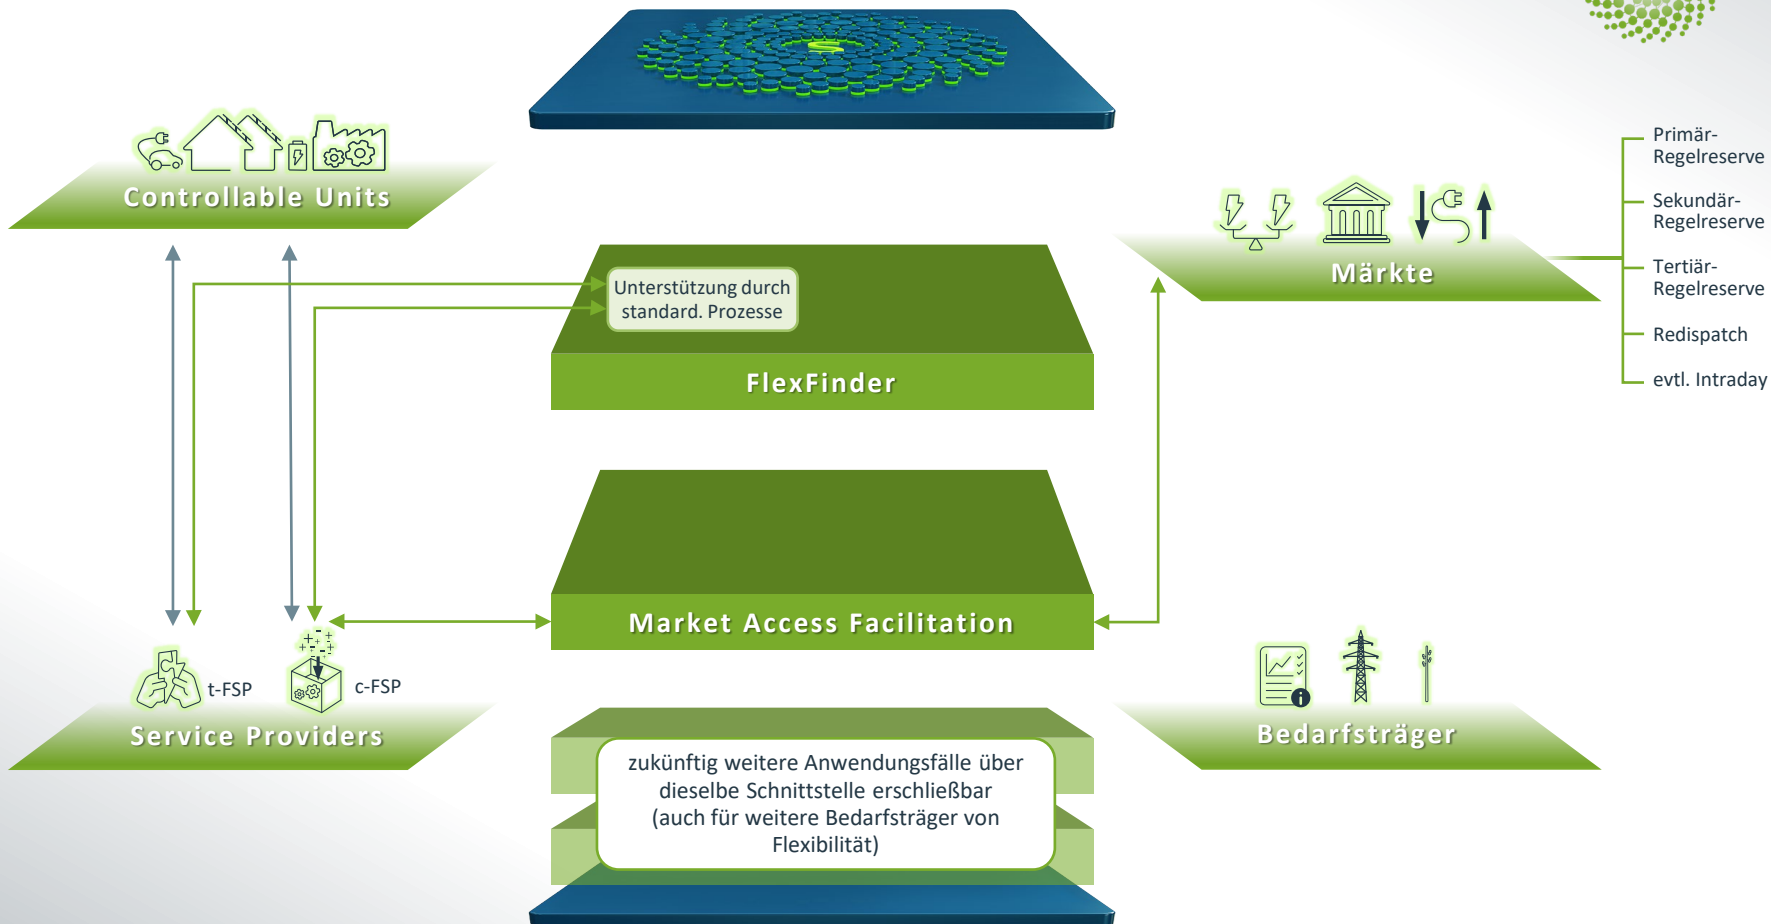 Controllable Units
Unterstützung durch
standard. Prozesse
FlexFinder
Märkte
Primär-
Regelreserve
Sekundär-
Regelreserve
Tertiär-
Regelreserve
Redispatch
evtl. Intraday
Market Access Facilitation
t-FSP
c-FSP
Service Providers
Bedarfsträger
zukünftig weitere Anwendungsfälle über
dieselbe Schnittstelle erschließbar
(auch für weitere Bedarfsträger von
Flexibilität)